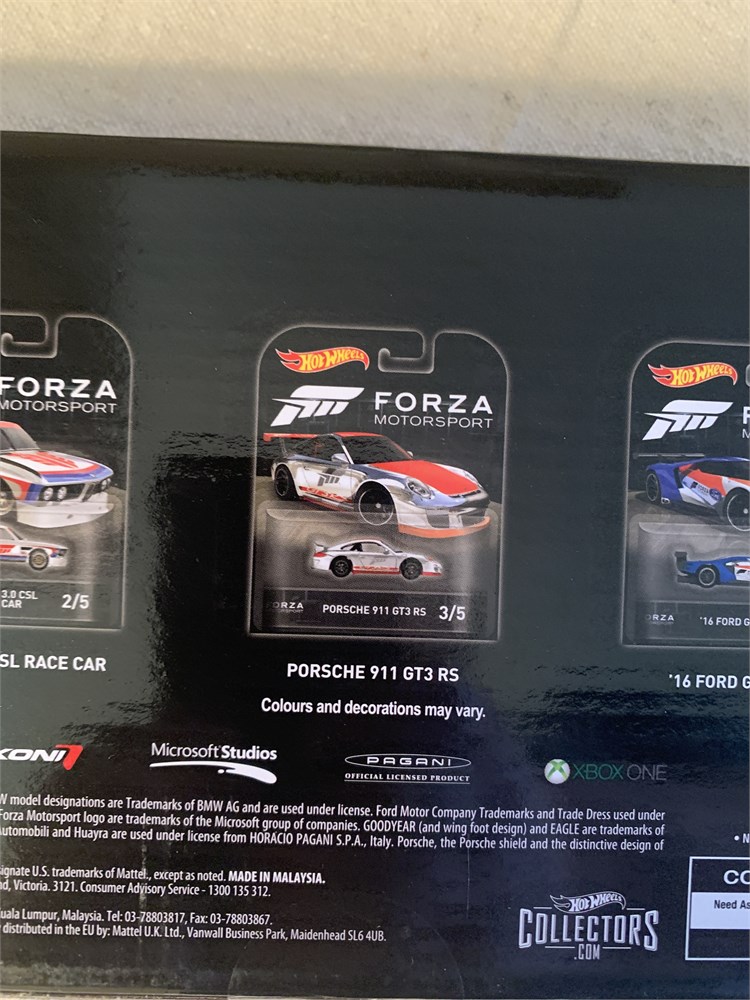 FORZA
MOTORSPORT
3.0 CSL
CAR
2/5
SL RACE CAR
HOT WHEELS
FORZA
MOTORSPORT
FORZA
MOTORSPORT
PORSCHE 911 GT3 RS 3/5
PORSCHE 911 GT3 RS
Colours and decorations may vary.
HOT WHEELS
'16 FORD G
'16 FORD G
KONI
Microsoft Studios
PAGANI
OFFICIAL LICENSED PRODUCT
XBOX ONE
W model designations are Trademarks of BMW AG and are used under license. Ford Motor Company Trademarks and Trade Dress used under
Forza Motorsport logo are trademarks of the Microsoft group of companies. GOODYEAR (and wing foot design) and EAGLE are trademarks of
utomobili and Huayra are used under license from HORACIO PAGANI S.P.A., Italy. Porsche, the Porsche shield and the distinctive design of
• N
signate U.S. trademarks of Mattel, except as noted. MADE IN MALAYSIA.
nd, Victoria. 3121. Consumer Advisory Service - 1300 135 312.
uala Lumpur, Malaysia. Tel: 03-78803817, Fax: 03-78803867.
distributed in the EU by: Mattel U.K. Ltd., Vanwall Business Park, Maidenhead SL6 4UB.
HOT WHEELS
COLLECTORS
.COM
CO
Need As